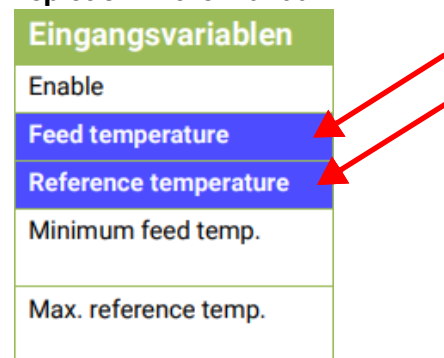 Eingangsvariablen
Enable
Feed temperature
Reference temperature
Minimum feed temp.
Max. reference temp.